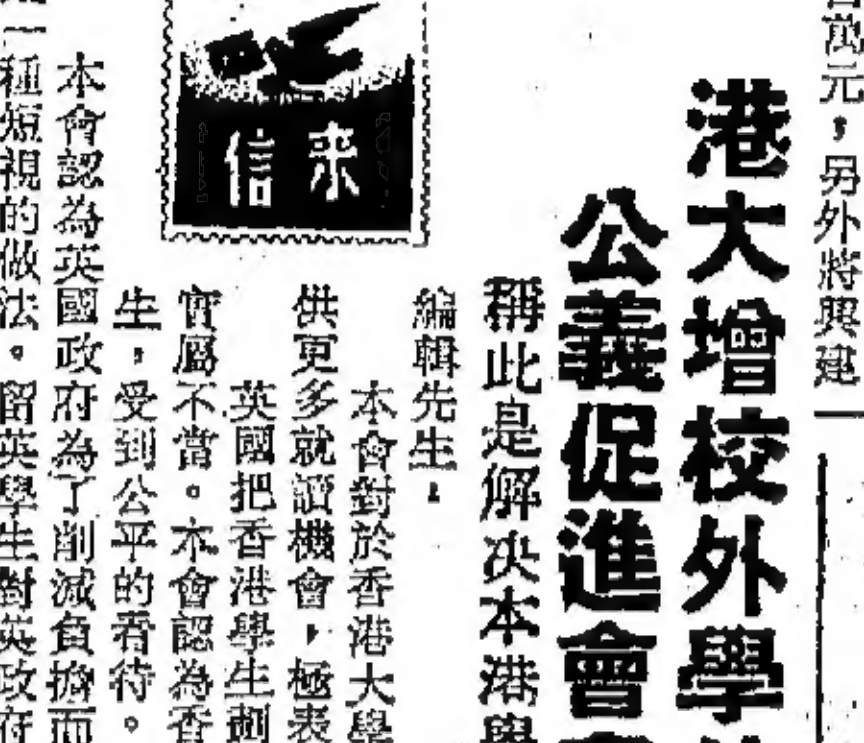 百萬元，另外將興建
港大增校外學
公義促進會
稱此是解決本港學
編輯先生：
本會對於香港大學
供更多就讀機會，極表
英國把香港學生
實屬不當。本會認為香
生，受到公平的看待。
来信
本會認為英國政府為了削減負擔而
一種短視的做法。留英學生對英政府